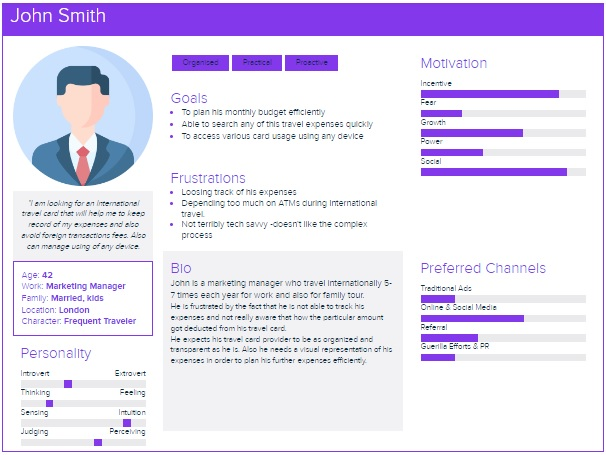 John Smith
Organised Practical Proactive
"I am looking for an international
travel card that will help me to keep
record of my expenses and also
avoid foreign transactions fees. Also
can manage using of any device.
Age: 42
Work: Marketing Manager
Family: Married, kids
Location: London
Character: Frequent Traveler
Personality
Introvert Extrovert
Thinking Feeling
Sensing Intuition
Judging Perceiving
Goals
To plan his monthly budget efficiently
Able to search any of this travel expenses quickly
To access various card usage using any device
Frustrations
Loosing track of his expenses
Depending too much on ATMs during international
travel.
Not terribly tech savvy -doesn't like the complex
process
Bio
John is a marketing manager who travel internationally 5-
7 times each year for work and also for family tour.
He is frustrated by the fact that he is not able to track his
expenses and not really aware that how the particular amount
got deducted from his travel card.
He expects his travel card provider to be as organized and
transparent as he is. Also he needs a visual representation of his
expenses in order to plan his further expenses efficiently.
Motivation
Incentive
Fear
Growth
Power
Social
Preferred Channels
Traditional Ads
Online & Social Media
Referral
Guerilla Efforts & PR